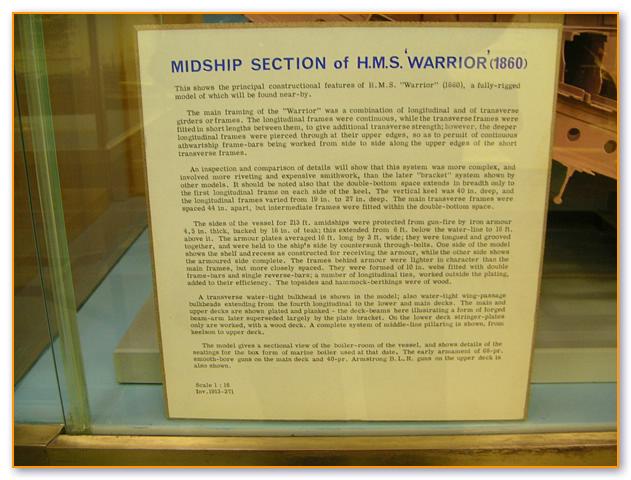 MIDSHIP SECTION of H.M.S. 'WARRIOR' (1860)
This shows the principal constructional features of H.M.S. "Warrior" (1860), a fully-rigged
model of which will be found near-by.
The main framing of the "Warrior" was a combination of longitudinal and of transverse
girders or frames. The longitudinal frames were continuous, while the transverse frames were
fitted in short lengths between them, to give additional transverse strength; however, the deeper
longitudinal frames were pierced through at their upper edges, so as to permit of continuous
athwartship frame-bars being worked from side to side along the upper edges of the short
transverse frames.
An inspection and comparison of details will show that this system was more complex, and
involved more riveting and expensive smithwork, than the later "bracket" system shown by
other models. It should be noted also that the double-bottom space extends in breadth only to
the first longitudinal frame on each side of the keel. The vertical keel was 40 in. deep, and
the longitudinal frames varied from 19 in. to 27 in. deep. The main transverse frames were
spaced 44 in. apart, but intermediate frames were fitted within the double-bottom space.
The sides of the vessel for 213 ft. amidships were protected from gun-fire by iron armour
4.5 in. thick, backed by 16 in. of teak; this extended from 6 ft. below the water-line to 16 ft.
above it. The armour plates averaged 16 ft. long by 3 ft. wide; they were tongued and grooved
together, and were held to the ship's side by countersunk through-bolts. One side of the model
shows the shelf and recess as constructed for receiving the armour, while the other side shows
the armoured side complete. The frames behind armour were lighter in character than the
main frames, but more closely spaced. They were formed of 10 in. webs fitted with double
frame-bars and single reverse-bars; a number of longitudinal ties, worked outside the plating,
added to their efficiency. The topsides and hammock-berthings were of wood.
A transverse water-tight bulkhead is shown in the model; also water-tight wing-passage
bulkheads extending from the fourth longitudinal to the lower and main decks. The main and
upper decks are shown plated and planked - the deck-beams here illustrating a form of forged
beam-arm later superseded largely by the plate bracket. On the lower deck stringer-plates
only are worked, with a wood deck. A complete system of middle-line pillaring is shown, from
keelson to upper deck.
The model gives a sectional view of the boiler-room of the vessel, and shows details of the
seatings for the box form of marine boiler used at that date. The early armament of 68-pr.
smooth-bore guns on the main deck and 40-pr. Armstrong B.L.R. guns on the upper deck is
also shown.
Scale 1 : 16
Inv. 1913-271